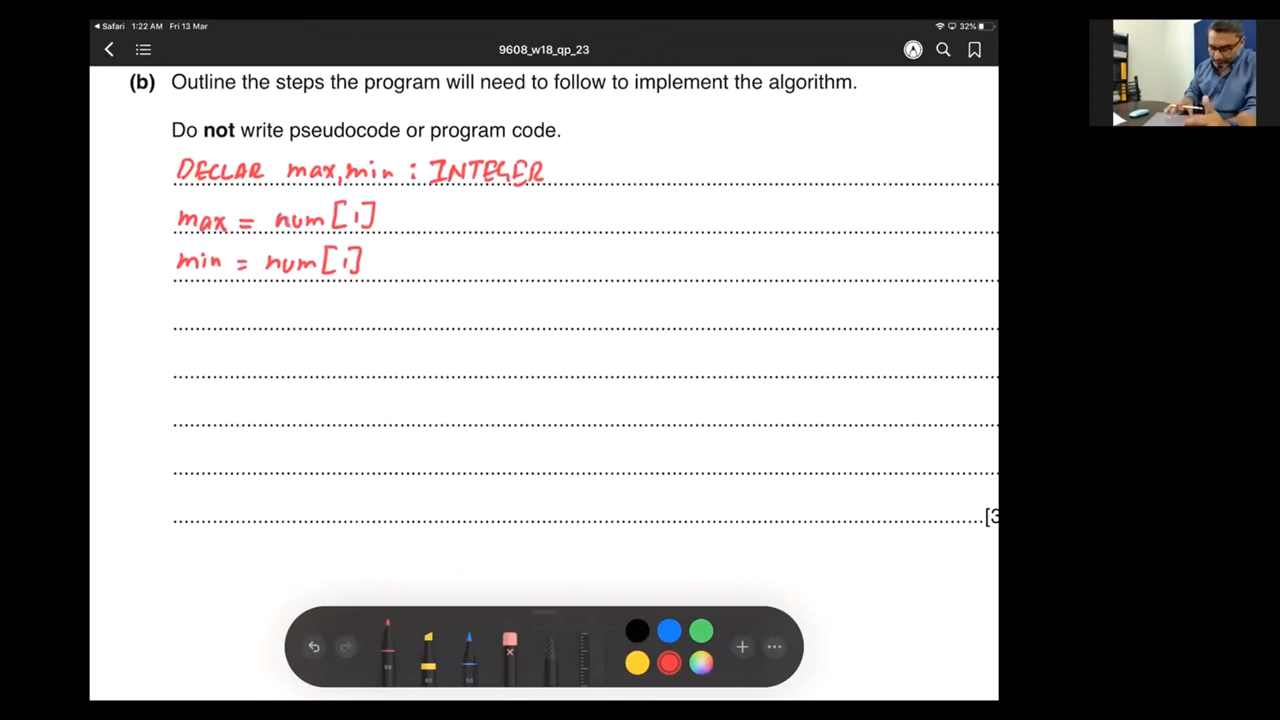 Safari 1:22 AM Fri 13 Mar
32%
9608_w18_qp_23
(b) Outline the steps the program will need to follow to implement the algorithm.
Do not write pseudocode or program code.
DECLAR max,min : INTEGER
max = num[1]
min = num[1]
[3